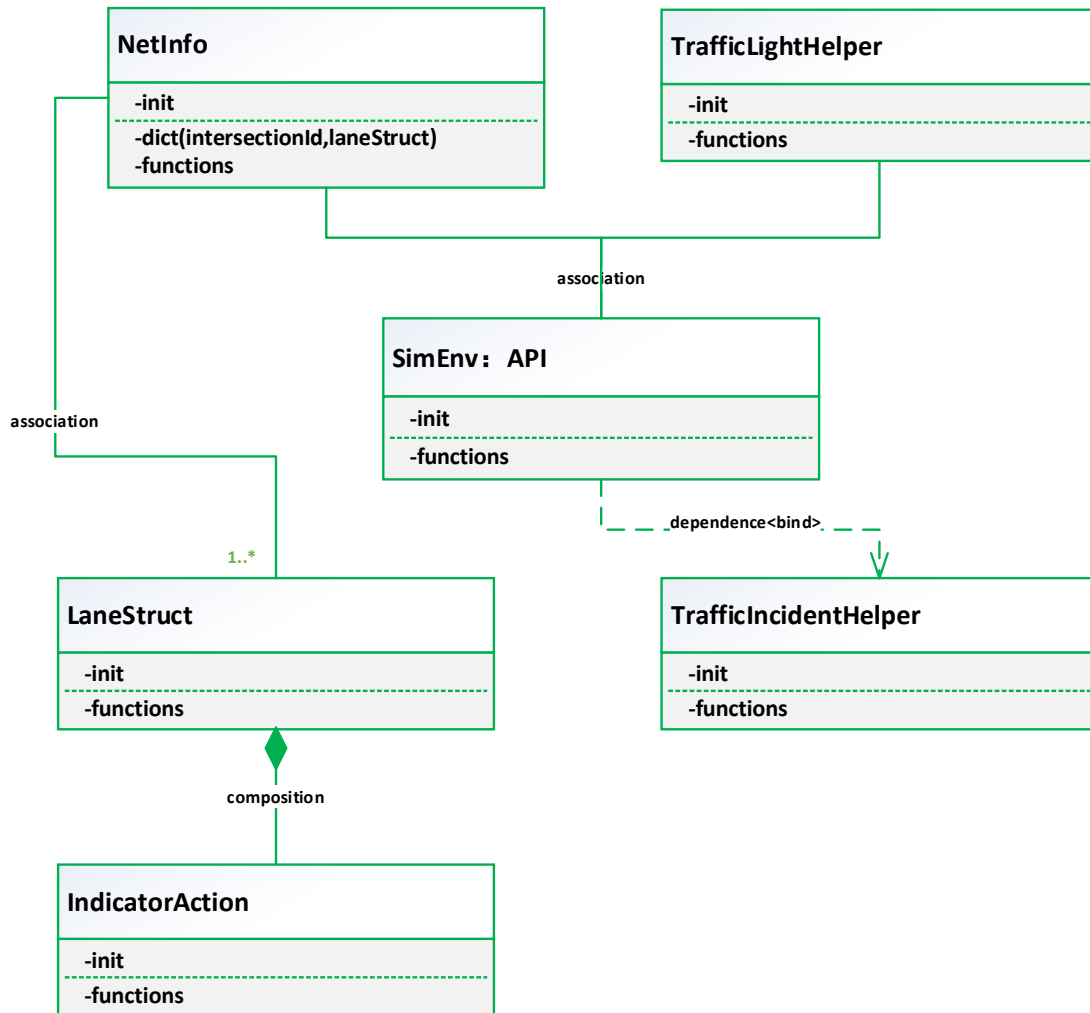 NetInfo
-init
-dict(intersectionId,laneStruct)
-functions
TrafficLightHelper
-init
-functions
association
SimEnv：API
-init
-functions
association
dependence<bind>
1..*
LaneStruct
-init
-functions
TrafficIncidentHelper
-init
-functions
composition
IndicatorAction
-init
-functions